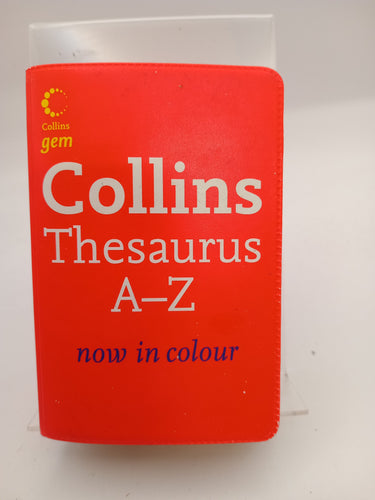 Collins
gem
Collins
Thesaurus
A–Z
now in colour